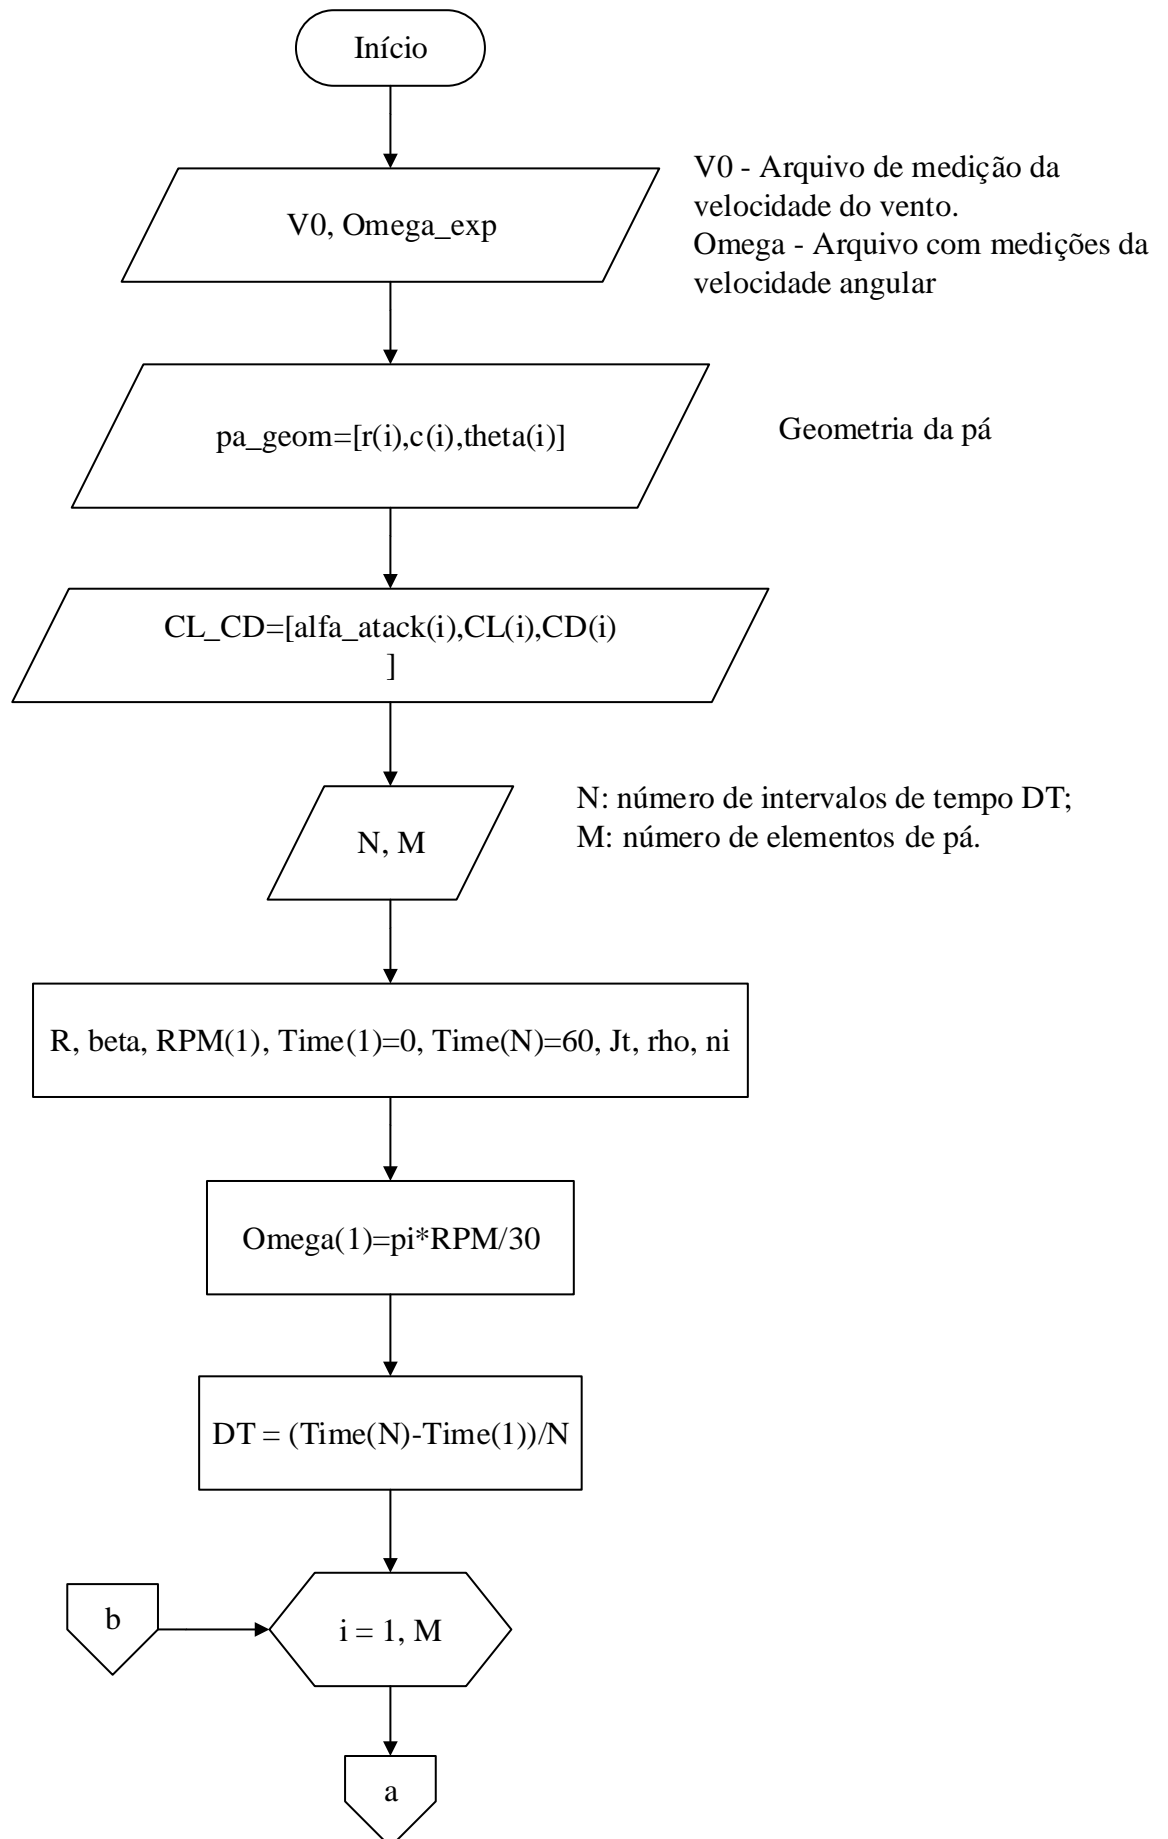 Início
V0, Omega_exp
V0 - Arquivo de medição da
velocidade do vento.
Omega - Arquivo com medições da
velocidade angular
pa_geom=[r(i),c(i),theta(i)]
Geometria da pá
CL_CD=[alfa_atack(i),CL(i),CD(i)
]
N, M
N: número de intervalos de tempo DT;
M: número de elementos de pá.
R, beta, RPM(1), Time(1)=0, Time(N)=60, Jt, rho, ni
Omega(1)=pi*RPM/30
DT = (Time(N)-Time(1))/N
b
i = 1, M
a